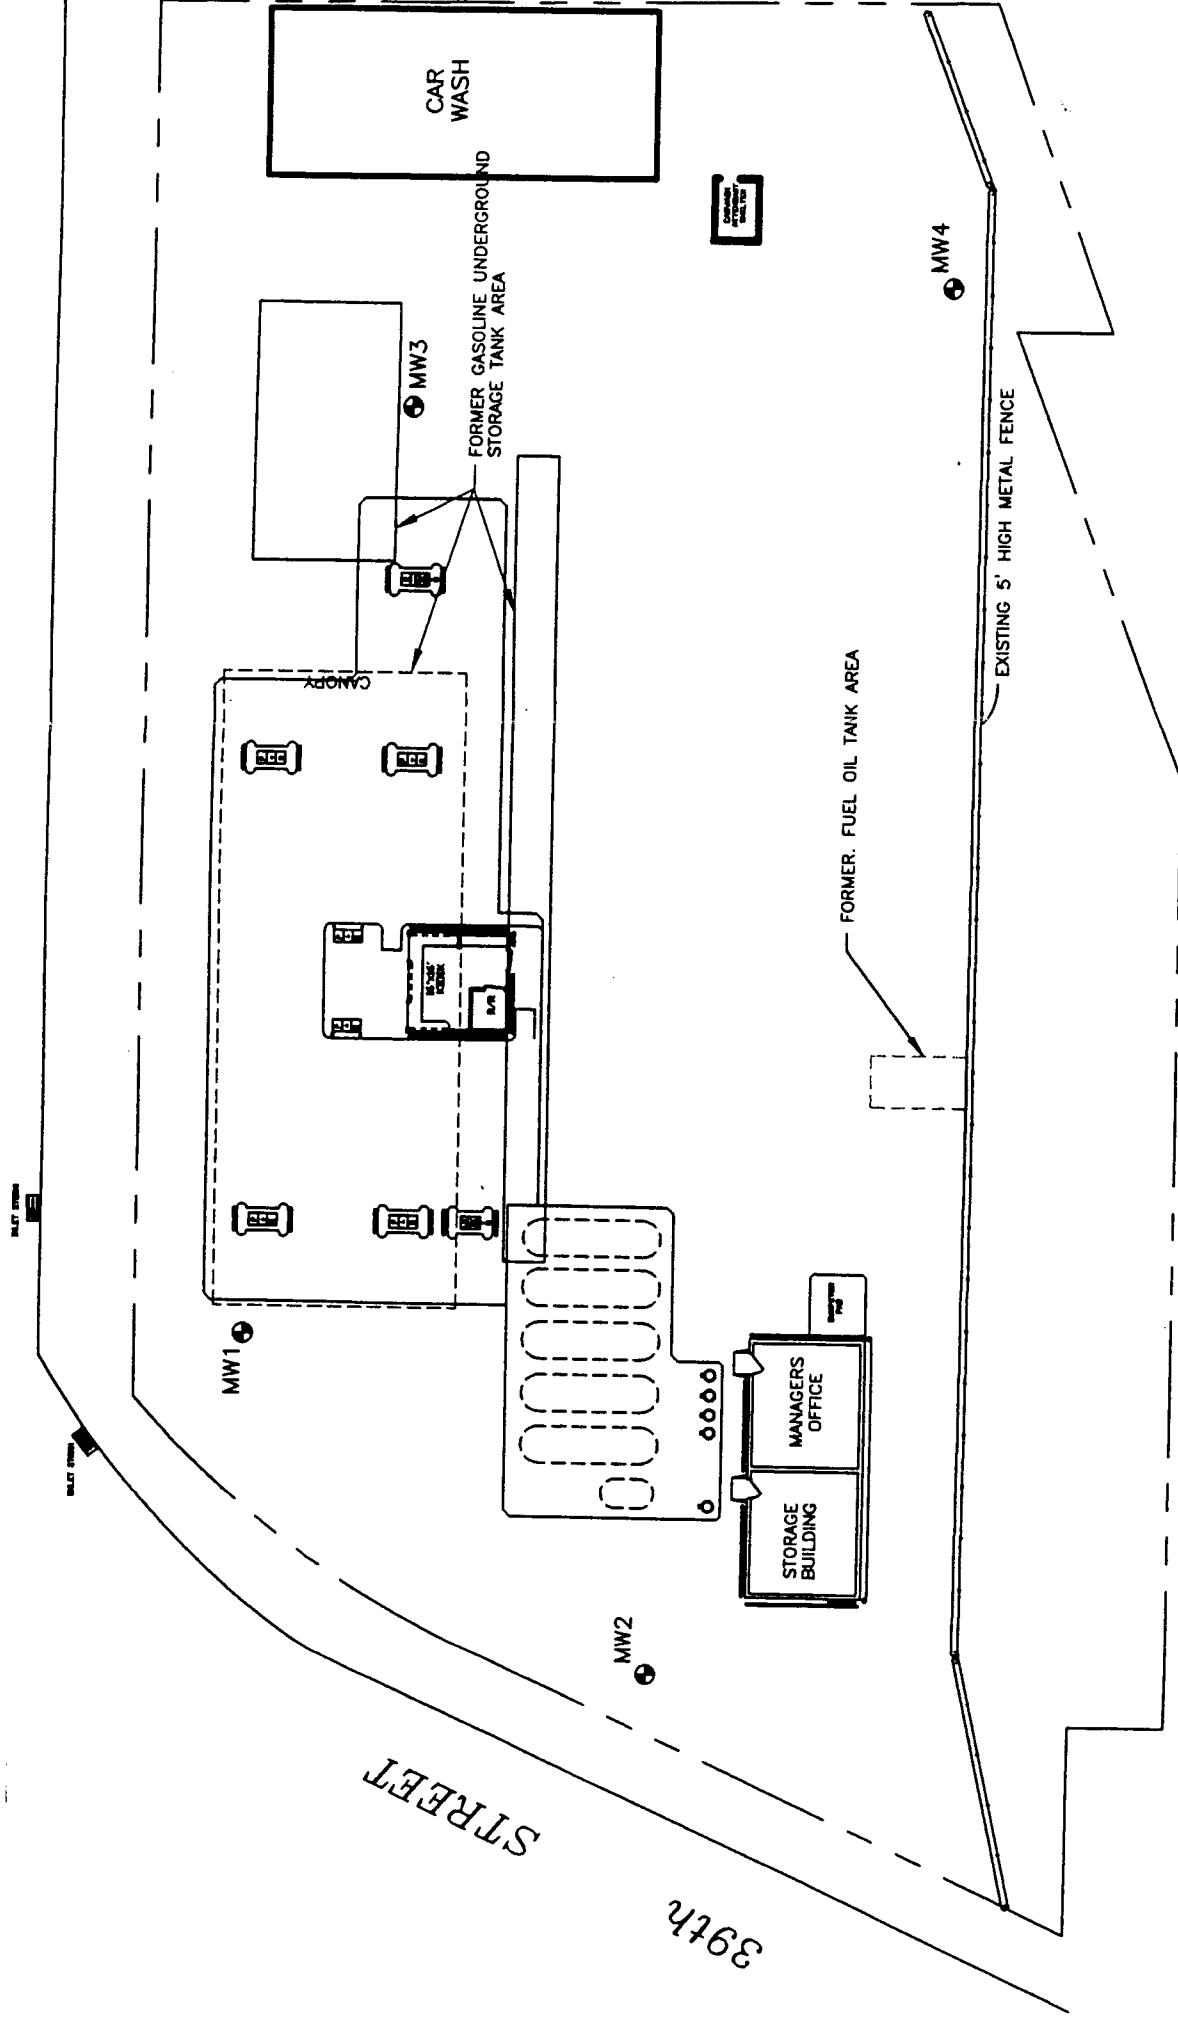 CAR
WASH
FORMER GASOLINE UNDERGROUND
STORAGE TANK AREA
MW3
MW4
CANOPY
EXISTING 5' HIGH METAL FENCE
FORMER. FUEL OIL TANK AREA
KIOSK
MW1
MANAGERS
OFFICE
STORAGE
BUILDING
MW2
39th STREET